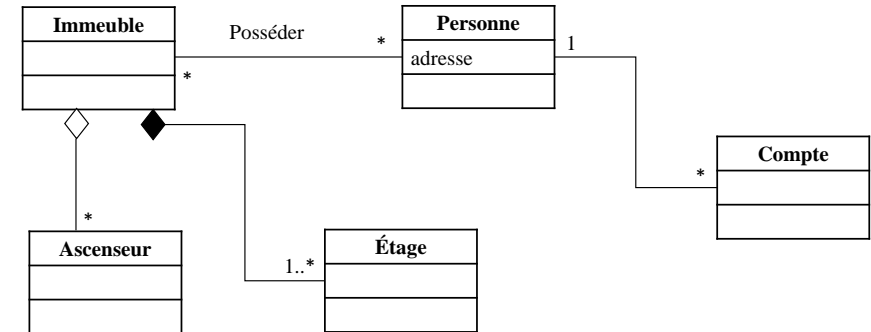 Immeuble
Posséder
*
*
Personne
adresse
1
*
Compte
*
Ascenseur
1..*
Étage